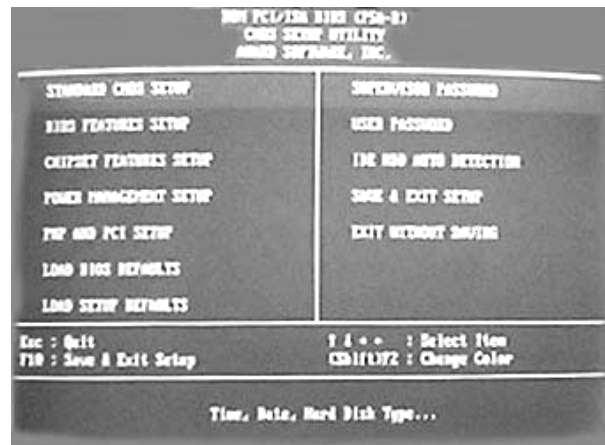 ROM PCI/ISA BIOS (P5A-B)
CMOS SETUP UTILITY
AWARD SOFTWARE, INC.
STANDARD CMOS SETUP
BIOS FEATURES SETUP
CHIPSET FEATURES SETUP
POWER MANAGEMENT SETUP
PNP AND PCI SETUP
LOAD BIOS DEFAULTS
LOAD SETUP DEFAULTS
SUPERVISOR PASSWORD
USER PASSWORD
IDE HDD AUTO DETECTION
SAVE & EXIT SETUP
EXIT WITHOUT SAVING
Esc : Quit
F10 : Save & Exit Setup
↑ ↓ → ← : Select Item
(Shift)F2 : Change Color
Time, Date, Hard Disk Type...